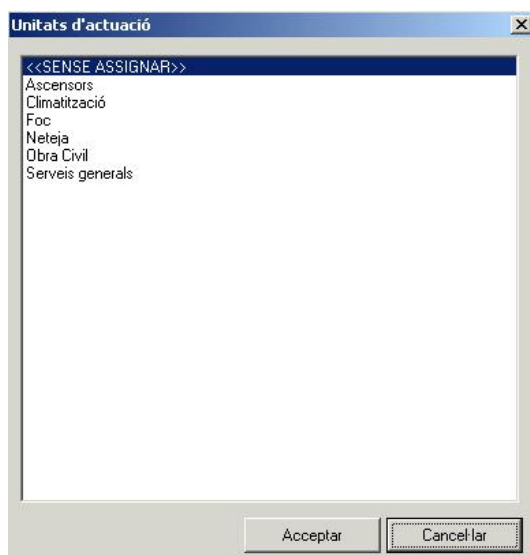 Unitats d'actuació
<<SENSE ASSIGNAR>>
Ascensors
Climatització
Foc
Neteja
Obra Civil
Serveis generals
Acceptar
Cancel·lar